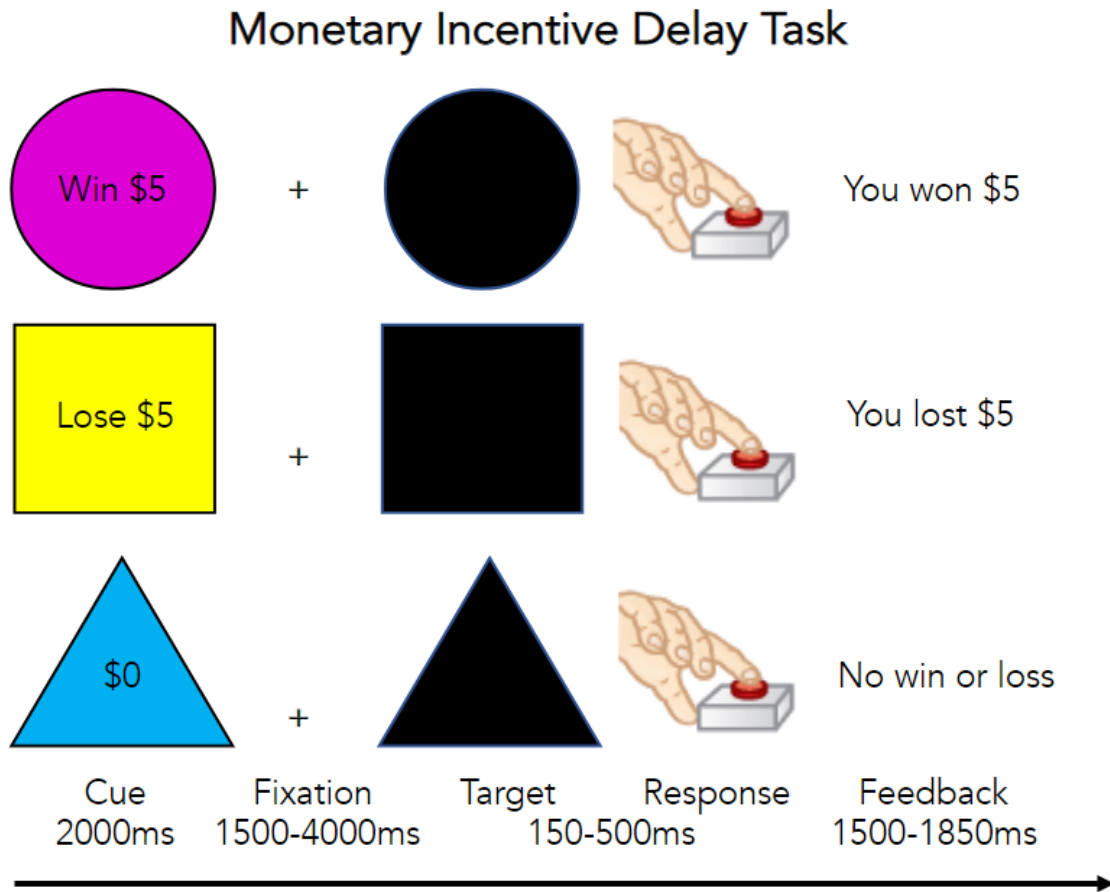 Monetary Incentive Delay Task
Win $5
+
You won $5
Lose $5
+
You lost $5
$0
+
No win or loss
Cue Fixation Target Response Feedback
2000ms 1500-4000ms 150-500ms 1500-1850ms